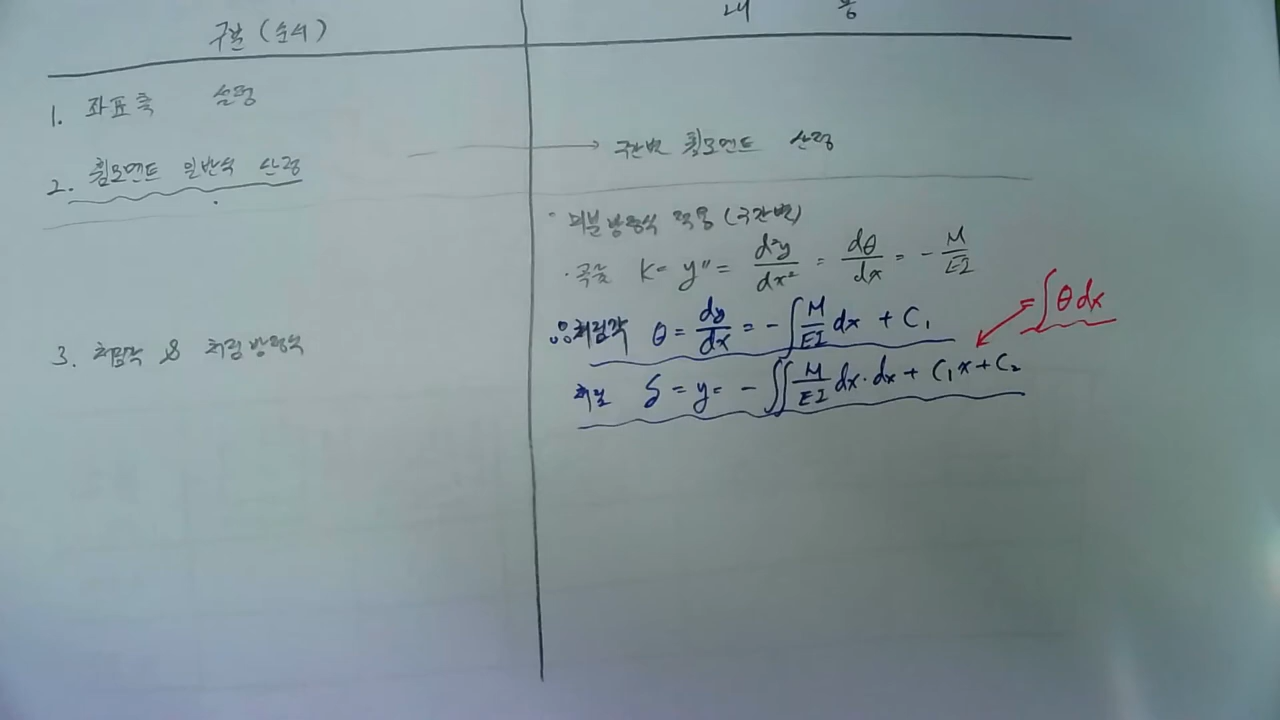 구분 (순서)
내 용
1. 좌표축 설정
2. 휨모멘트 일반식 산정
→ 구간별 휨모멘트 산정
· 미분방정식 적용 (구간별)
· 곡률 K = y'' = d²y/dx² = dθ/dx = - M/EI
3. 처짐각 & 처짐방정식
처짐각 θ = dy/dx = - ∫ M/EI dx + C₁
= ∫ θ dx
처짐 δ = y = - ∬ M/EI dx·dx + C₁x + C₂